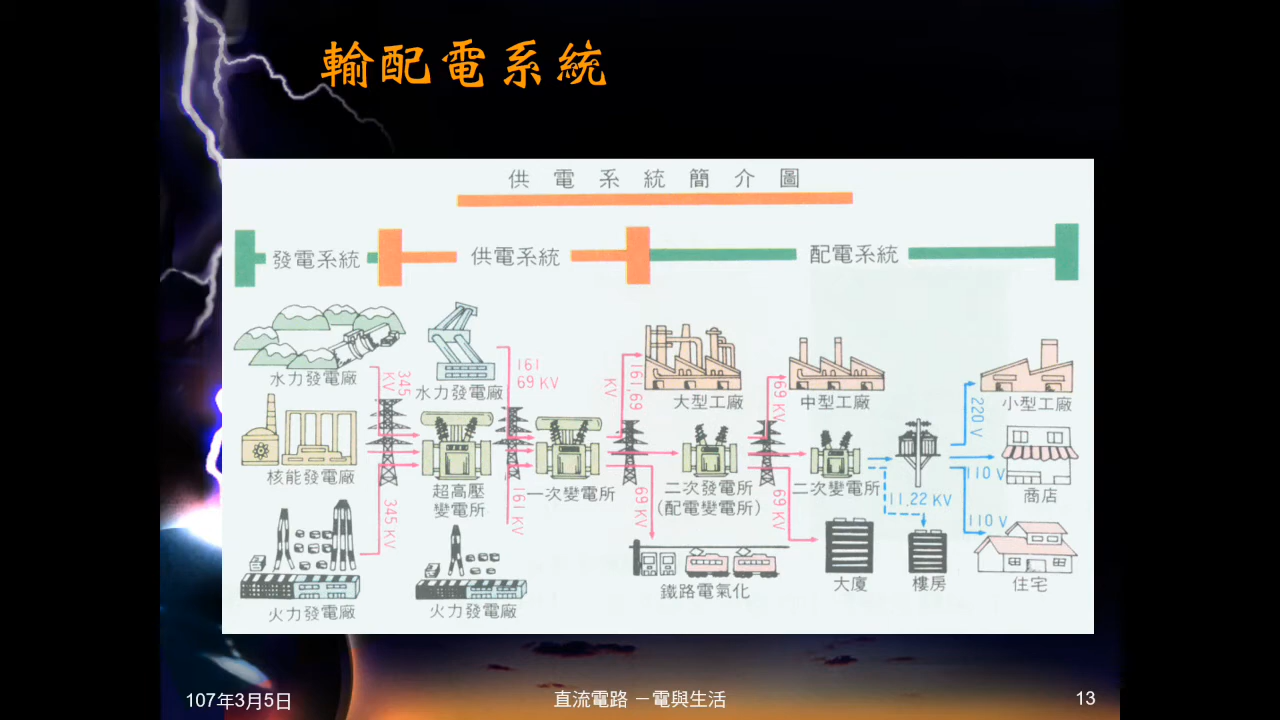 輸配電系統
供電系統簡介圖
發電系統
供電系統
配電系統
水力發電廠
345 KV
水力發電廠
161
69 KV
161,69 KV
大型工廠
69 KV
中型工廠
220 V
小型工廠
核能發電廠
345 KV
超高壓
變電所
161 KV
一次變電所
69 KV
二次發電所
(配電變電所)
69 KV
二次變電所
11,22 KV
110 V
商店
110 V
火力發電廠
火力發電廠
鐵路電氣化
大廈
樓房
住宅
107年3月5日
直流電路 －電與生活
13